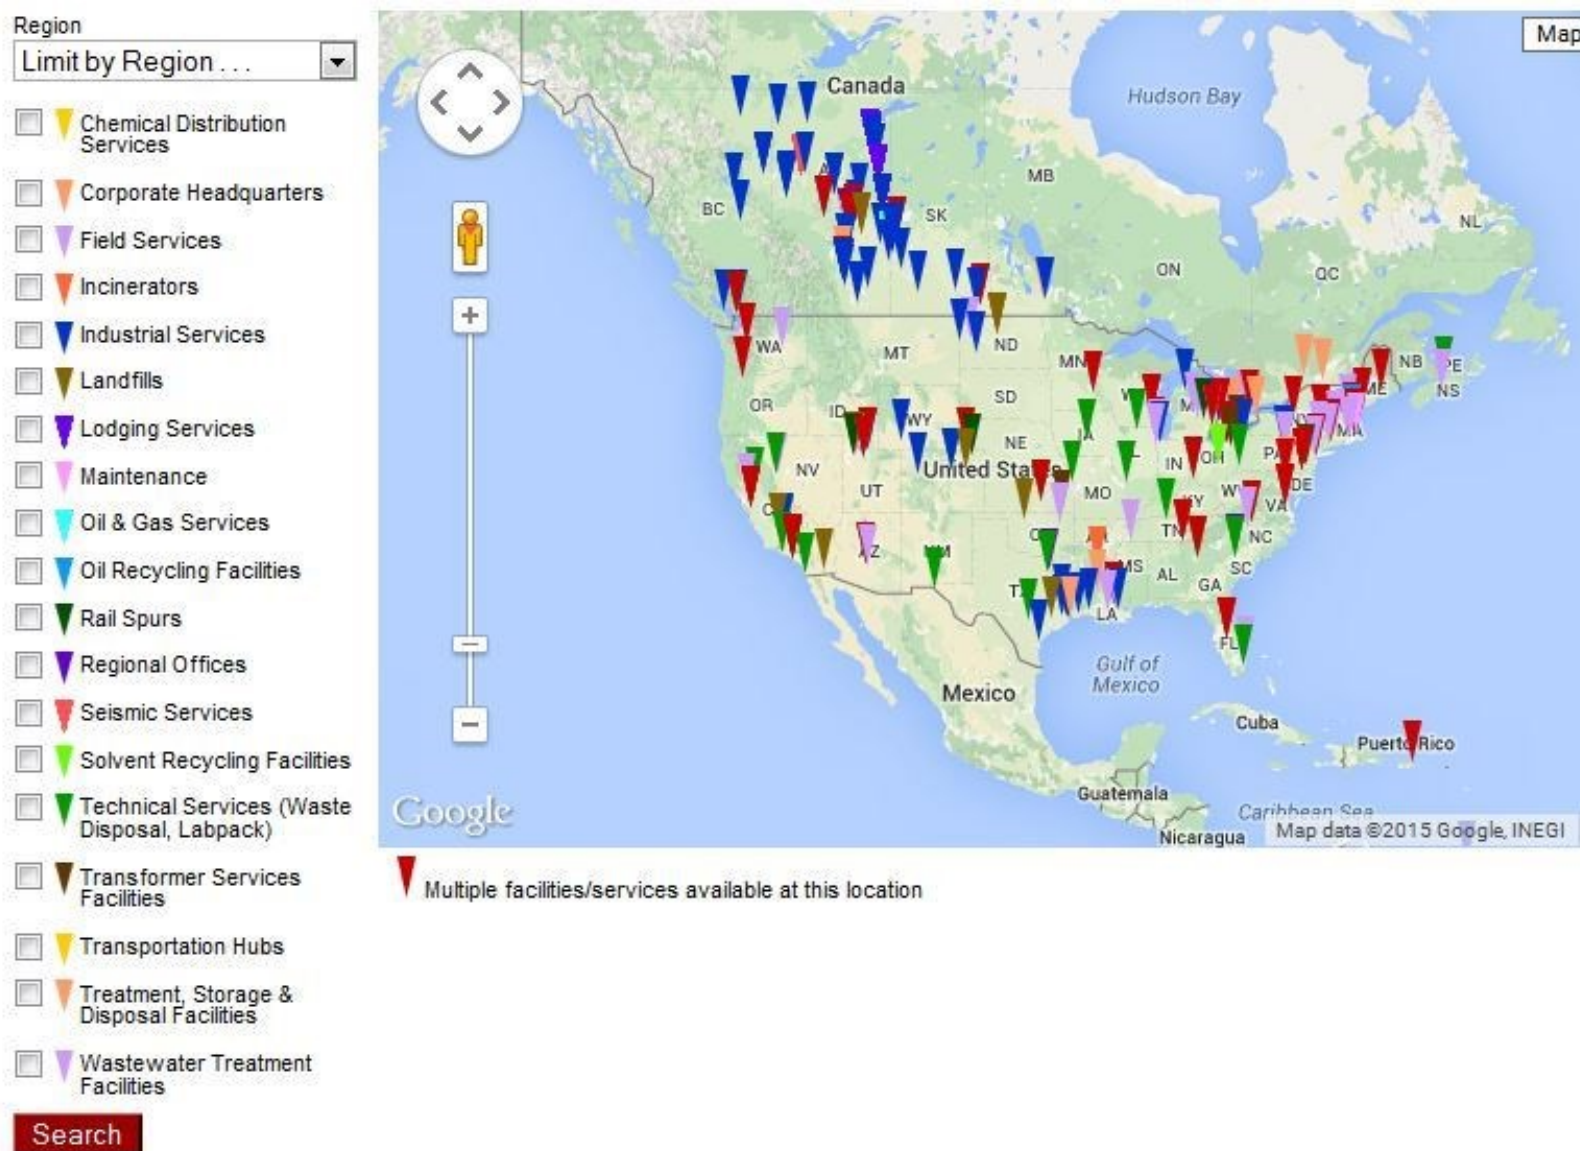 Region
Limit by Region . . .
Chemical Distribution
Services
Corporate Headquarters
Field Services
Incinerators
Industrial Services
Landfills
Lodging Services
Maintenance
Oil & Gas Services
Oil Recycling Facilities
Rail Spurs
Regional Offices
Seismic Services
Solvent Recycling Facilities
Technical Services (Waste
Disposal, Labpack)
Transformer Services
Facilities
Transportation Hubs
Treatment, Storage &
Disposal Facilities
Wastewater Treatment
Facilities
Search
Map
Canada
Hudson Bay
MB
BC
SK
NL
ON
QC
WA
MT
ND
MN
NB
PE
NS
ME
OR
ID
WY
SD
IA
MA
NE
NV
United States
IN
OH
PA
UT
MO
KY
VA
DE
AZ
NM
TN
NC
MS
AL
SC
GA
LA
FL
Gulf of
Mexico
Mexico
Cuba
Puerto Rico
Guatemala
Caribbean Sea
Nicaragua
Google
Map data ©2015 Google, INEGI
Multiple facilities/services available at this location